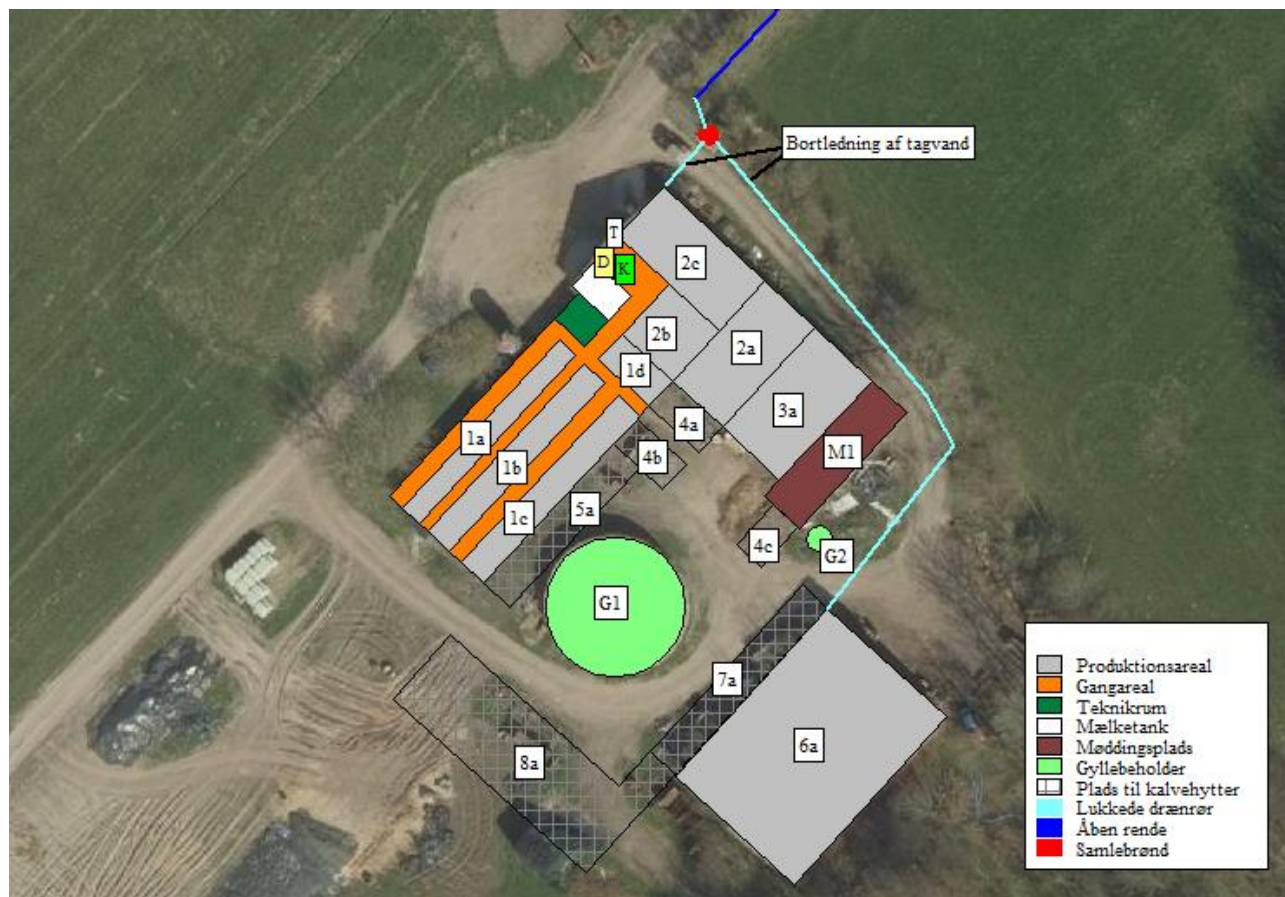 Bortledning af tagvand
T
D
K
2c
2b
2a
1d
3a
4a
1a
4b
M1
1b
5a
1c
4c
G2
G1
7a
6a
8a
Produktionsareal
Gangareal
Teknikrum
Mælketank
Møddingsplads
Gyllebeholder
Plads til kalvehytter
Lukkede drænrør
Åben rende
Samlebrønd